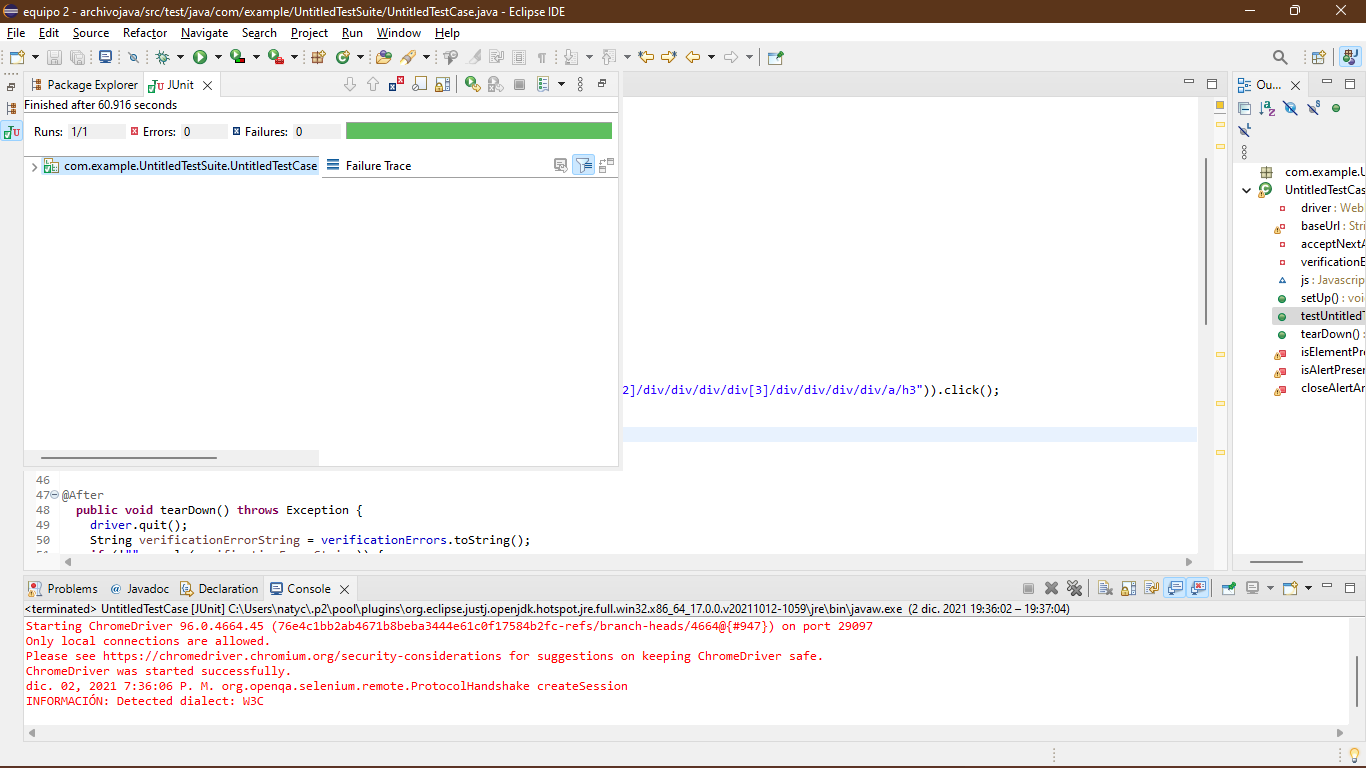 equipo 2 - archivojava/src/test/java/com/example/UntitledTestSuite/UntitledTestCase.java - Eclipse IDE
File Edit Source Refactor Navigate Search Project Run Window Help
Package Explorer JUnit
Finished after 60.916 seconds
Runs: 1/1 Errors: 0 Failures: 0
com.example.UntitledTestSuite.UntitledTestCase
Failure Trace
2]/div/div/div/div[3]/div/div/div/div/a/h3")).click();
46
47 @After
48 public void tearDown() throws Exception {
49 driver.quit();
50 String verificationErrorString = verificationErrors.toString();
Ou...
com.example.U
UntitledTestCas
driver : Web
baseUrl : Stri
acceptNextA
verificationE
js : Javascrip
setUp() : voi
testUntitledT
tearDown() :
isElementPre
isAlertPresen
closeAlertAn
Problems @ Javadoc Declaration Console
<terminated> UntitledTestCase [JUnit] C:\Users\natyc\.p2\pool\plugins\org.eclipse.justj.openjdk.hotspot.jre.full.win32.x86_64_17.0.0.v20211012-1059\jre\bin\javaw.exe (2 dic. 2021 19:36:02 – 19:37:04)
Starting ChromeDriver 96.0.4664.45 (76e4c1bb2ab4671b8beba3444e61c0f17584b2fc-refs/branch-heads/4664@{#947}) on port 29097
Only local connections are allowed.
Please see https://chromedriver.chromium.org/security-considerations for suggestions on keeping ChromeDriver safe.
ChromeDriver was started successfully.
dic. 02, 2021 7:36:06 P. M. org.openqa.selenium.remote.ProtocolHandshake createSession
INFORMACIÓN: Detected dialect: W3C